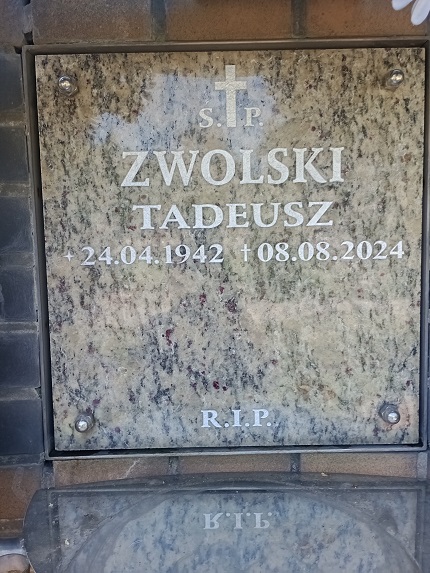 S. P.
ZWOLSKI
TADEUSZ
* 24.04.1942 † 08.08.2024
R.I.P.